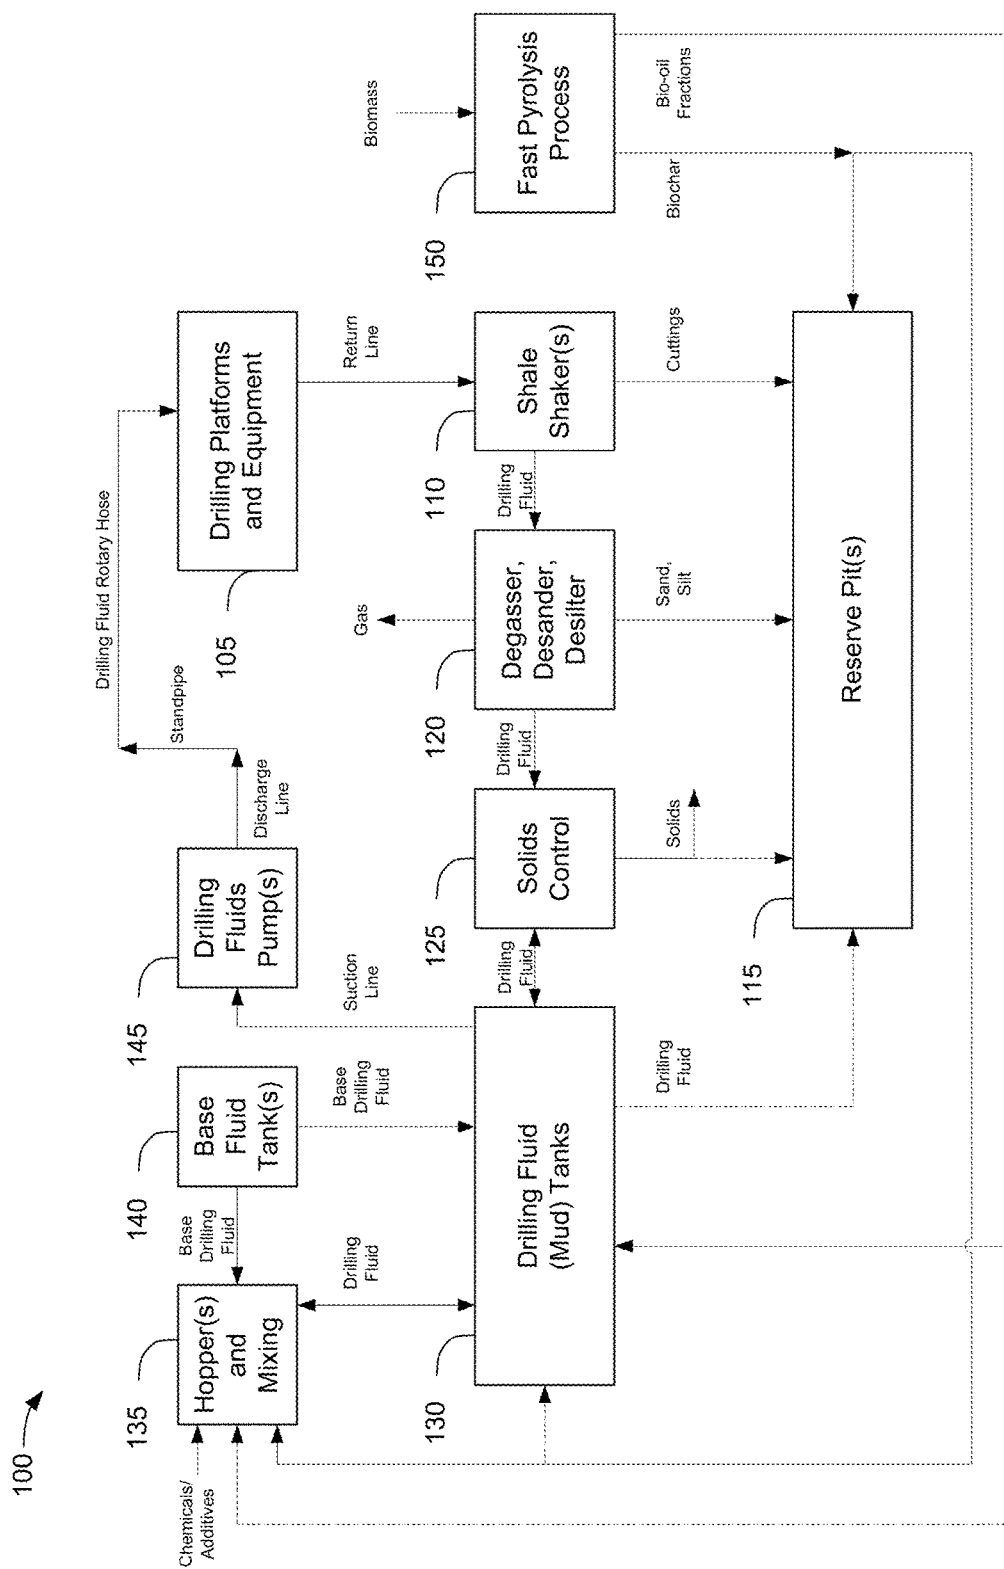 100
Chemicals/
Additives
135
Hopper(s)
and
Mixing
Base
Drilling
Fluid
140
Base
Fluid
Tank(s)
145
Drilling
Fluids
Pump(s)
Discharge
Line
Standpipe
Drilling Fluid Rotary Hose
105
Drilling Platforms
and Equipment
Drilling
Fluid
Base
Drilling
Fluid
Suction
Line
Gas
Return
Line
Biomass
130
Drilling Fluid
(Mud) Tanks
Drilling
Fluid
125
Solids
Control
Drilling
Fluid
120
Degasser,
Desander,
Desilter
Drilling
Fluid
110
Shale
Shaker(s)
150
Fast Pyrolysis
Process
Drilling
Fluid
Solids
Sand,
Silt
Cuttings
Biochar
Bio-oil
Fractions
115
Reserve Pit(s)